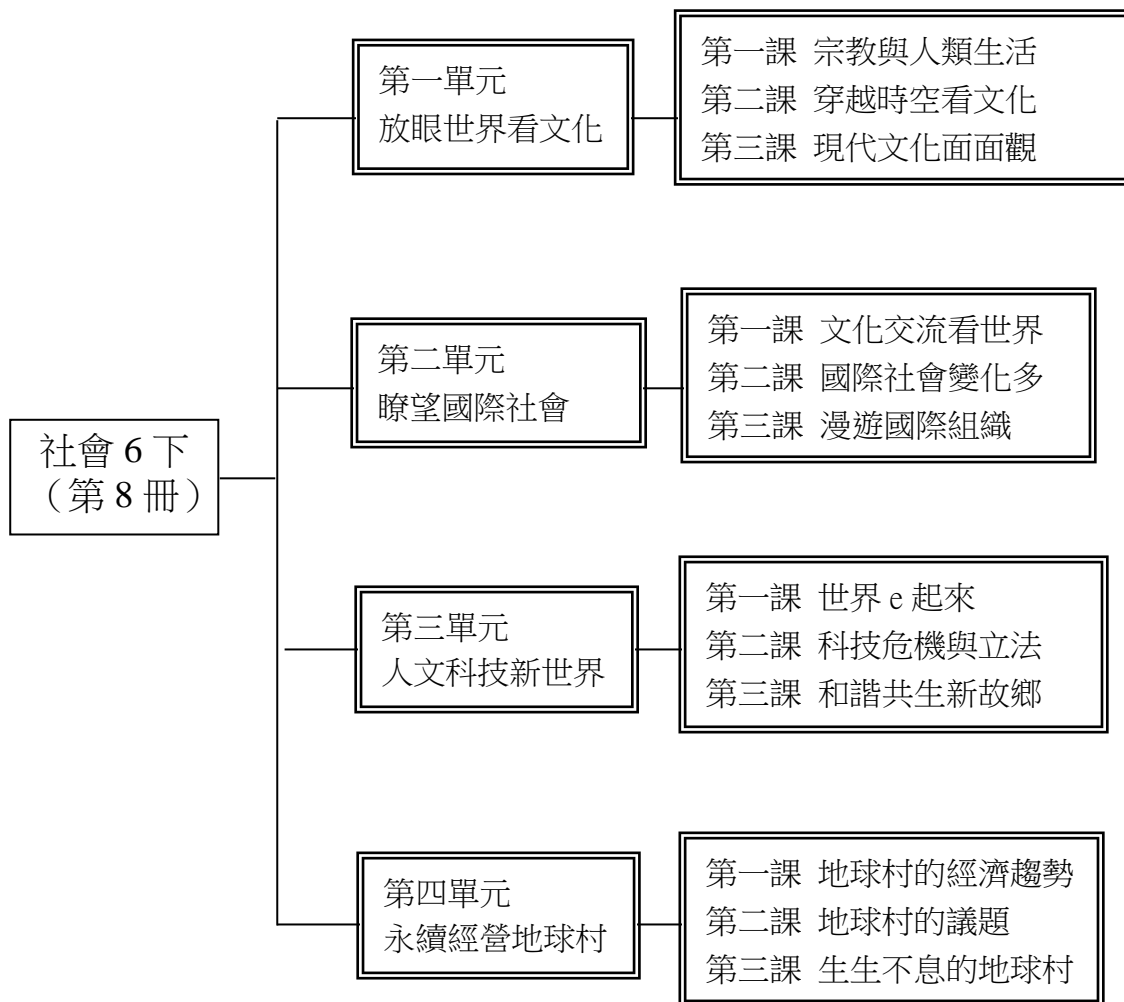 社會 6 下
（第 8 冊）
第一單元
放眼世界看文化
第一課 宗教與人類生活
第二課 穿越時空看文化
第三課 現代文化面面觀
第二單元
瞭望國際社會
第一課 文化交流看世界
第二課 國際社會變化多
第三課 漫遊國際組織
第三單元
人文科技新世界
第一課 世界 e 起來
第二課 科技危機與立法
第三課 和諧共生新故鄉
第四單元
永續經營地球村
第一課 地球村的經濟趨勢
第二課 地球村的議題
第三課 生生不息的地球村